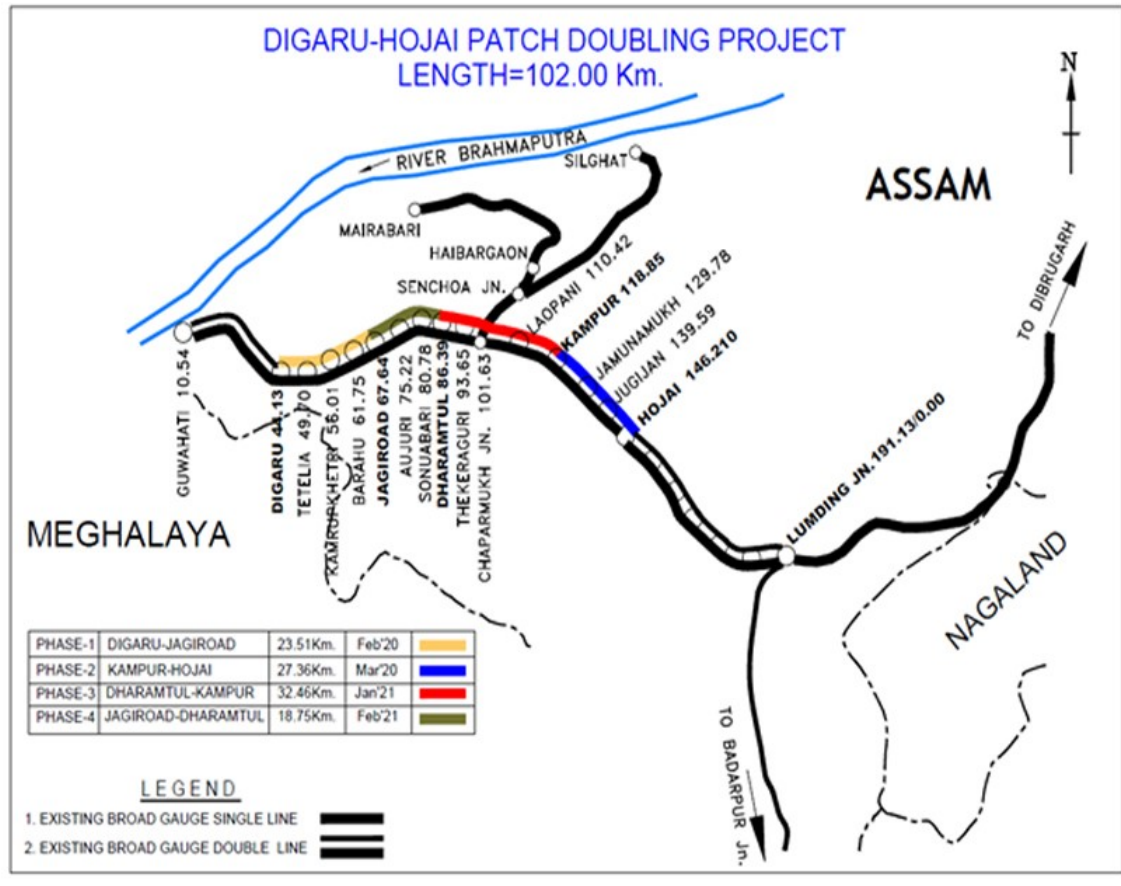 DIGARU-HOJAI PATCH DOUBLING PROJECT
LENGTH=102.00 Km.
N
RIVER BRAHMAPUTRA
SILGHAT
ASSAM
MAIRABARI
HAIBARGAON
SENCHOA JN.
LAOPANI 110.42
KAMPUR 118.85
JAMUNAMUKH 129.78
JUGIJAN 139.59
HOJAI 146.210
TO DIBRUGARH
GUWAHATI 10.54
DIGARU 44.13
TETELIA 49.70
KAMRUPKHETRI 56.01
BARAHU 61.75
JAGIROAD 67.64
AUJURI 75.22
SONUABARI 80.78
DHARAMTUL 86.39
THEKERAGURI 93.65
CHAPARMUKH JN. 101.63
LUMDING JN.191.13/0.00
MEGHALAYA
NAGALAND
TO BADARPUR Jn.
PHASE-1 DIGARU-JAGIROAD 23.51Km. Feb'20
PHASE-2 KAMPUR-HOJAI 27.36Km. Mar'20
PHASE-3 DHARAMTUL-KAMPUR 32.46Km. Jan'21
PHASE-4 JAGIROAD-DHARAMTUL 18.75Km. Feb'21
LEGEND
1. EXISTING BROAD GAUGE SINGLE LINE
2. EXISTING BROAD GAUGE DOUBLE LINE